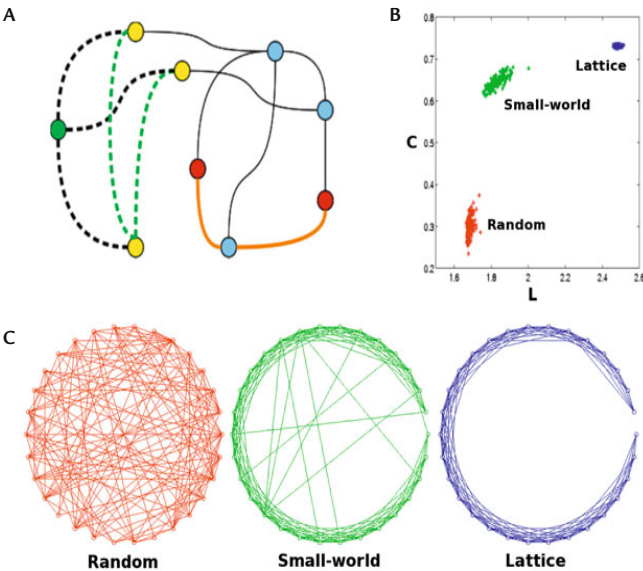 A
B
0.8
0.7
0.6
0.5
0.4
0.3
0.2
C
Lattice
Small-world
Random
1.6 1.8 2 2.2 2.4 2.6
L
C
Random Small-world Lattice